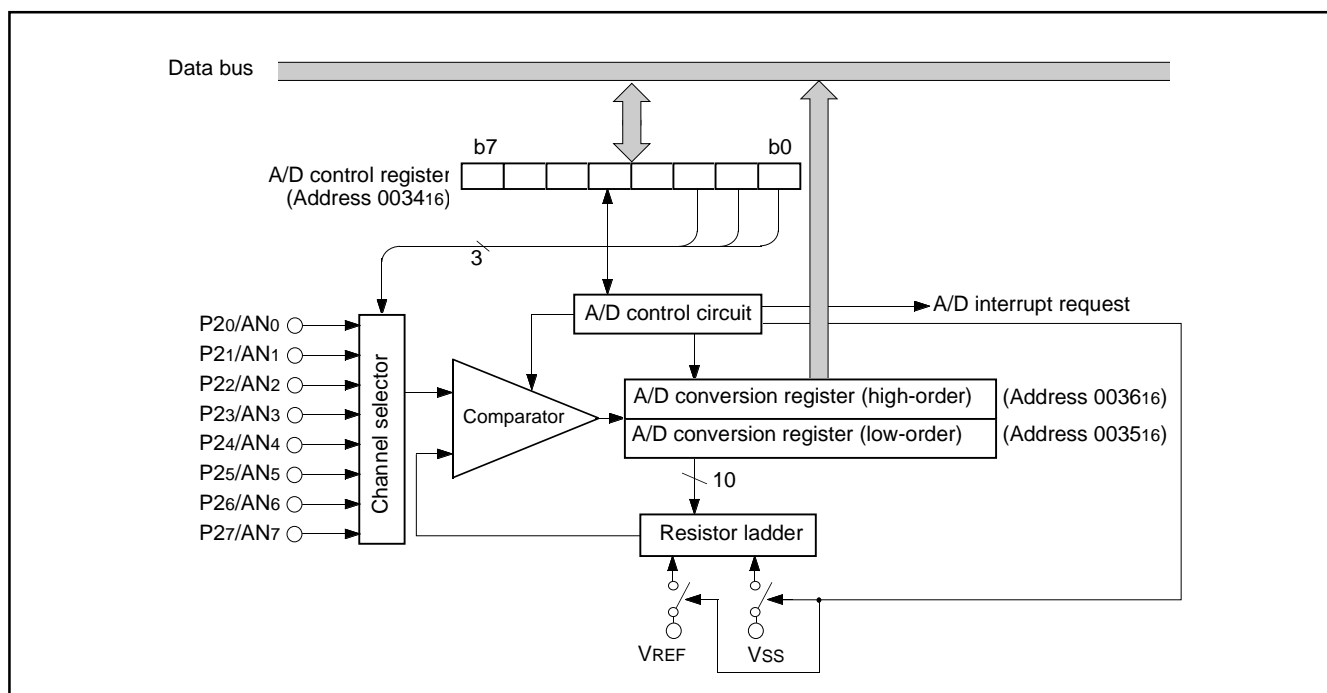 Data bus
b7 b0
A/D control register
(Address 003416)
3
A/D control circuit
A/D interrupt request
P20/AN0
P21/AN1
P22/AN2
P23/AN3
P24/AN4
P25/AN5
P26/AN6
P27/AN7
Channel selector
Comparator
A/D conversion register (high-order) (Address 003616)
A/D conversion register (low-order) (Address 003516)
10
Resistor ladder
VREF VSS